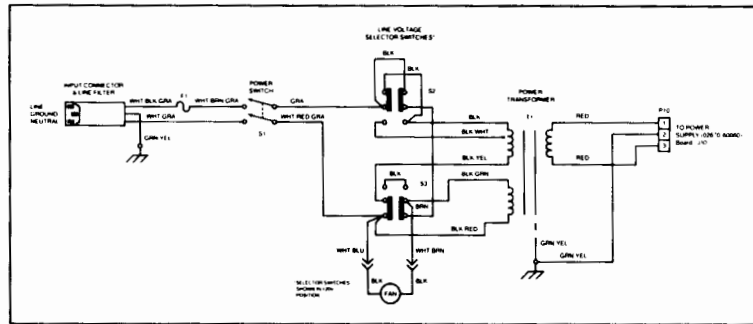 LINE VOLTAGE
SELECTOR SWITCHES'
BLK
BLK
INPUT CONNECTOR
& LINE FILTER
LINE
GROUND
NEUTRAL
WHT BLK GRA
F1
WHT BRN GRA
POWER
SWITCH
GRA
S2
WHT GRA
WHT RED GRA
S1
GRN YEL
BLK
BLK WHT
BLK YEL
POWER
TRANSFORMER
T1
RED
RED
P10
1
2
3
TO POWER
SUPPLY
Board J10
BLK
S3
BLK GRN
BRN
BLK RED
WHT BLU
WHT BRN
GRN YEL
GRN YEL
SELECTOR SWITCHES
SHOWN IN
POSITION
BLK
FAN
BLK